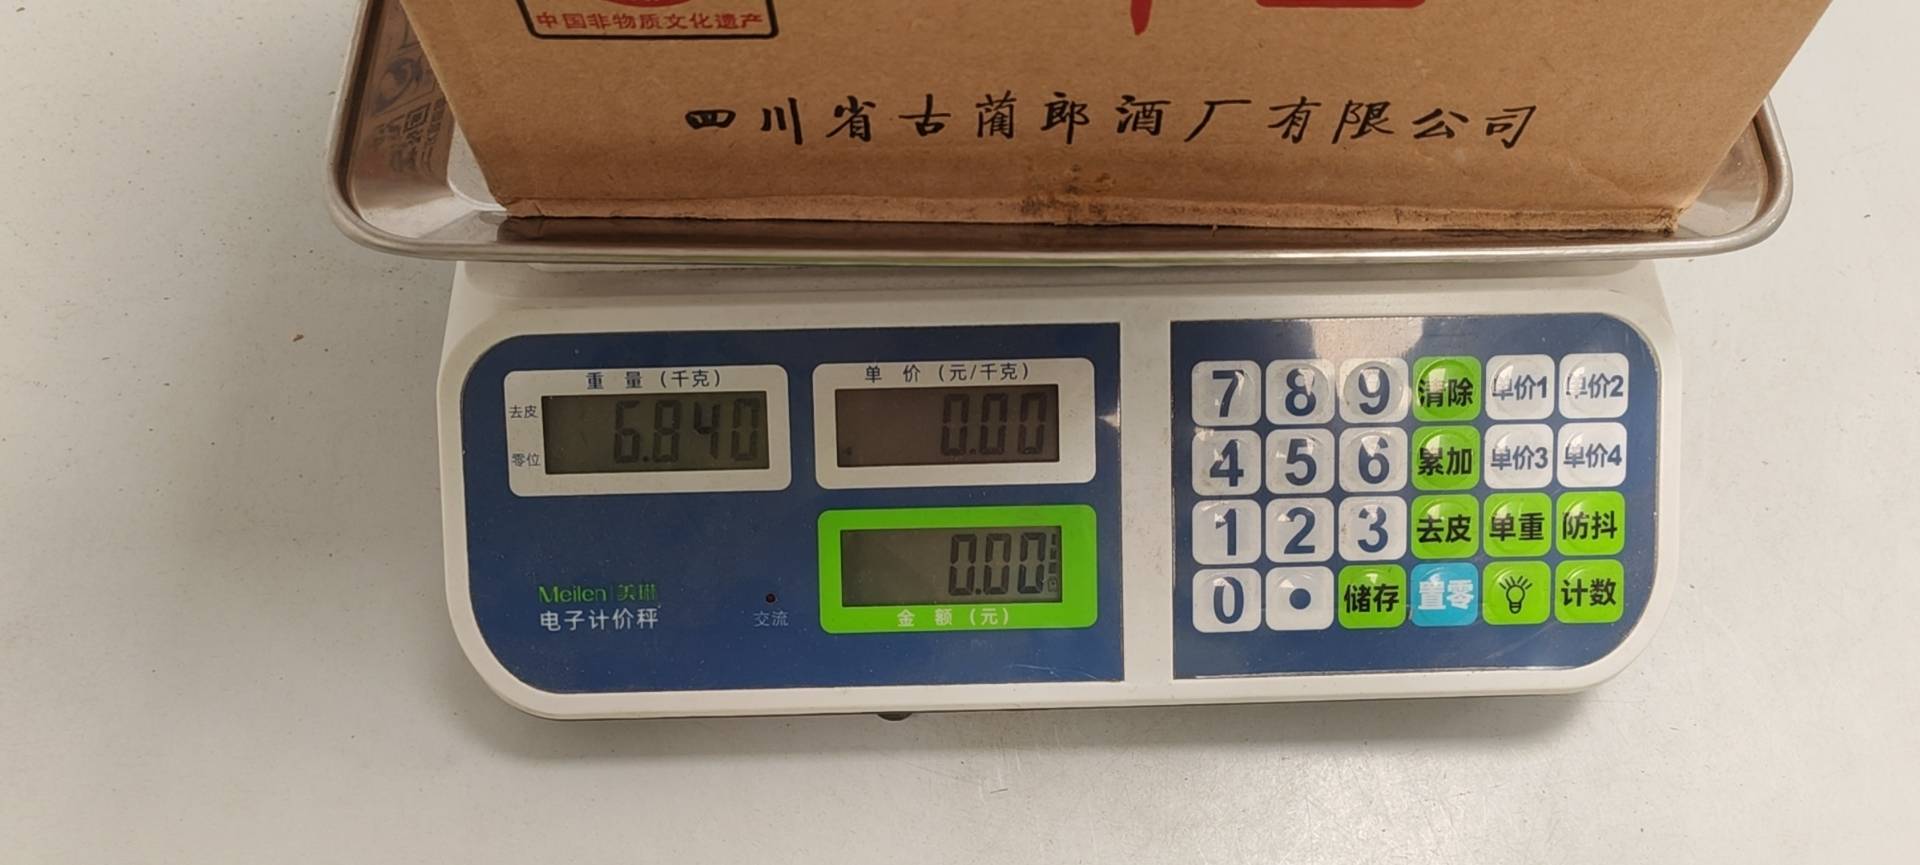 中国非物质文化遗产
四川省古蔺郎酒厂有限公司
重 量 (千克)
去皮
零位
6.840
单 价 (元/千克)
0.00
0.00
金 额 (元)
Meilen|美琳
电子计价秤
交流
7 8 9 清除 单价1 单价2
4 5 6 累加 单价3 单价4
1 2 3 去皮 单重 防抖
0 • 储存 置零 计数